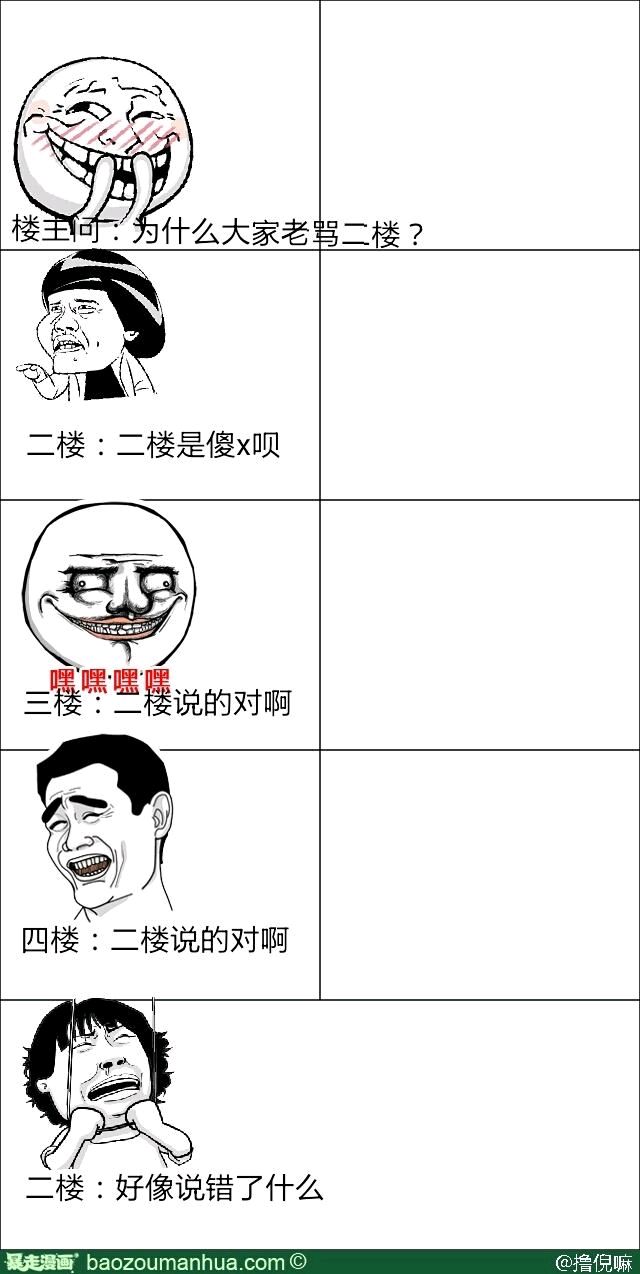 楼主问：为什么大家老骂二楼？
二楼：二楼是傻x呗
嘿嘿嘿嘿
三楼：二楼说的对啊
四楼：二楼说的对啊
二楼：好像说错了什么
暴走漫画 baozoumanhua.com ©
@撸倪嘛